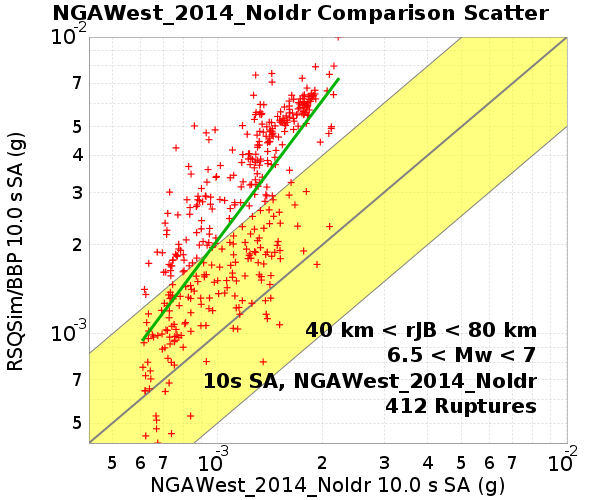 NGAWest_2014_NoIdr Comparison Scatter
10-2
7
5
4
3
2
10-3
7
5
RSQSim/BBP 10.0 s SA (g)
40 km < rJB < 80 km
6.5 < Mw < 7
10s SA, NGAWest_2014_NoIdr
412 Ruptures
5 6 7 10-3 2 3 4 5 6 7 10-2
NGAWest_2014_NoIdr 10.0 s SA (g)